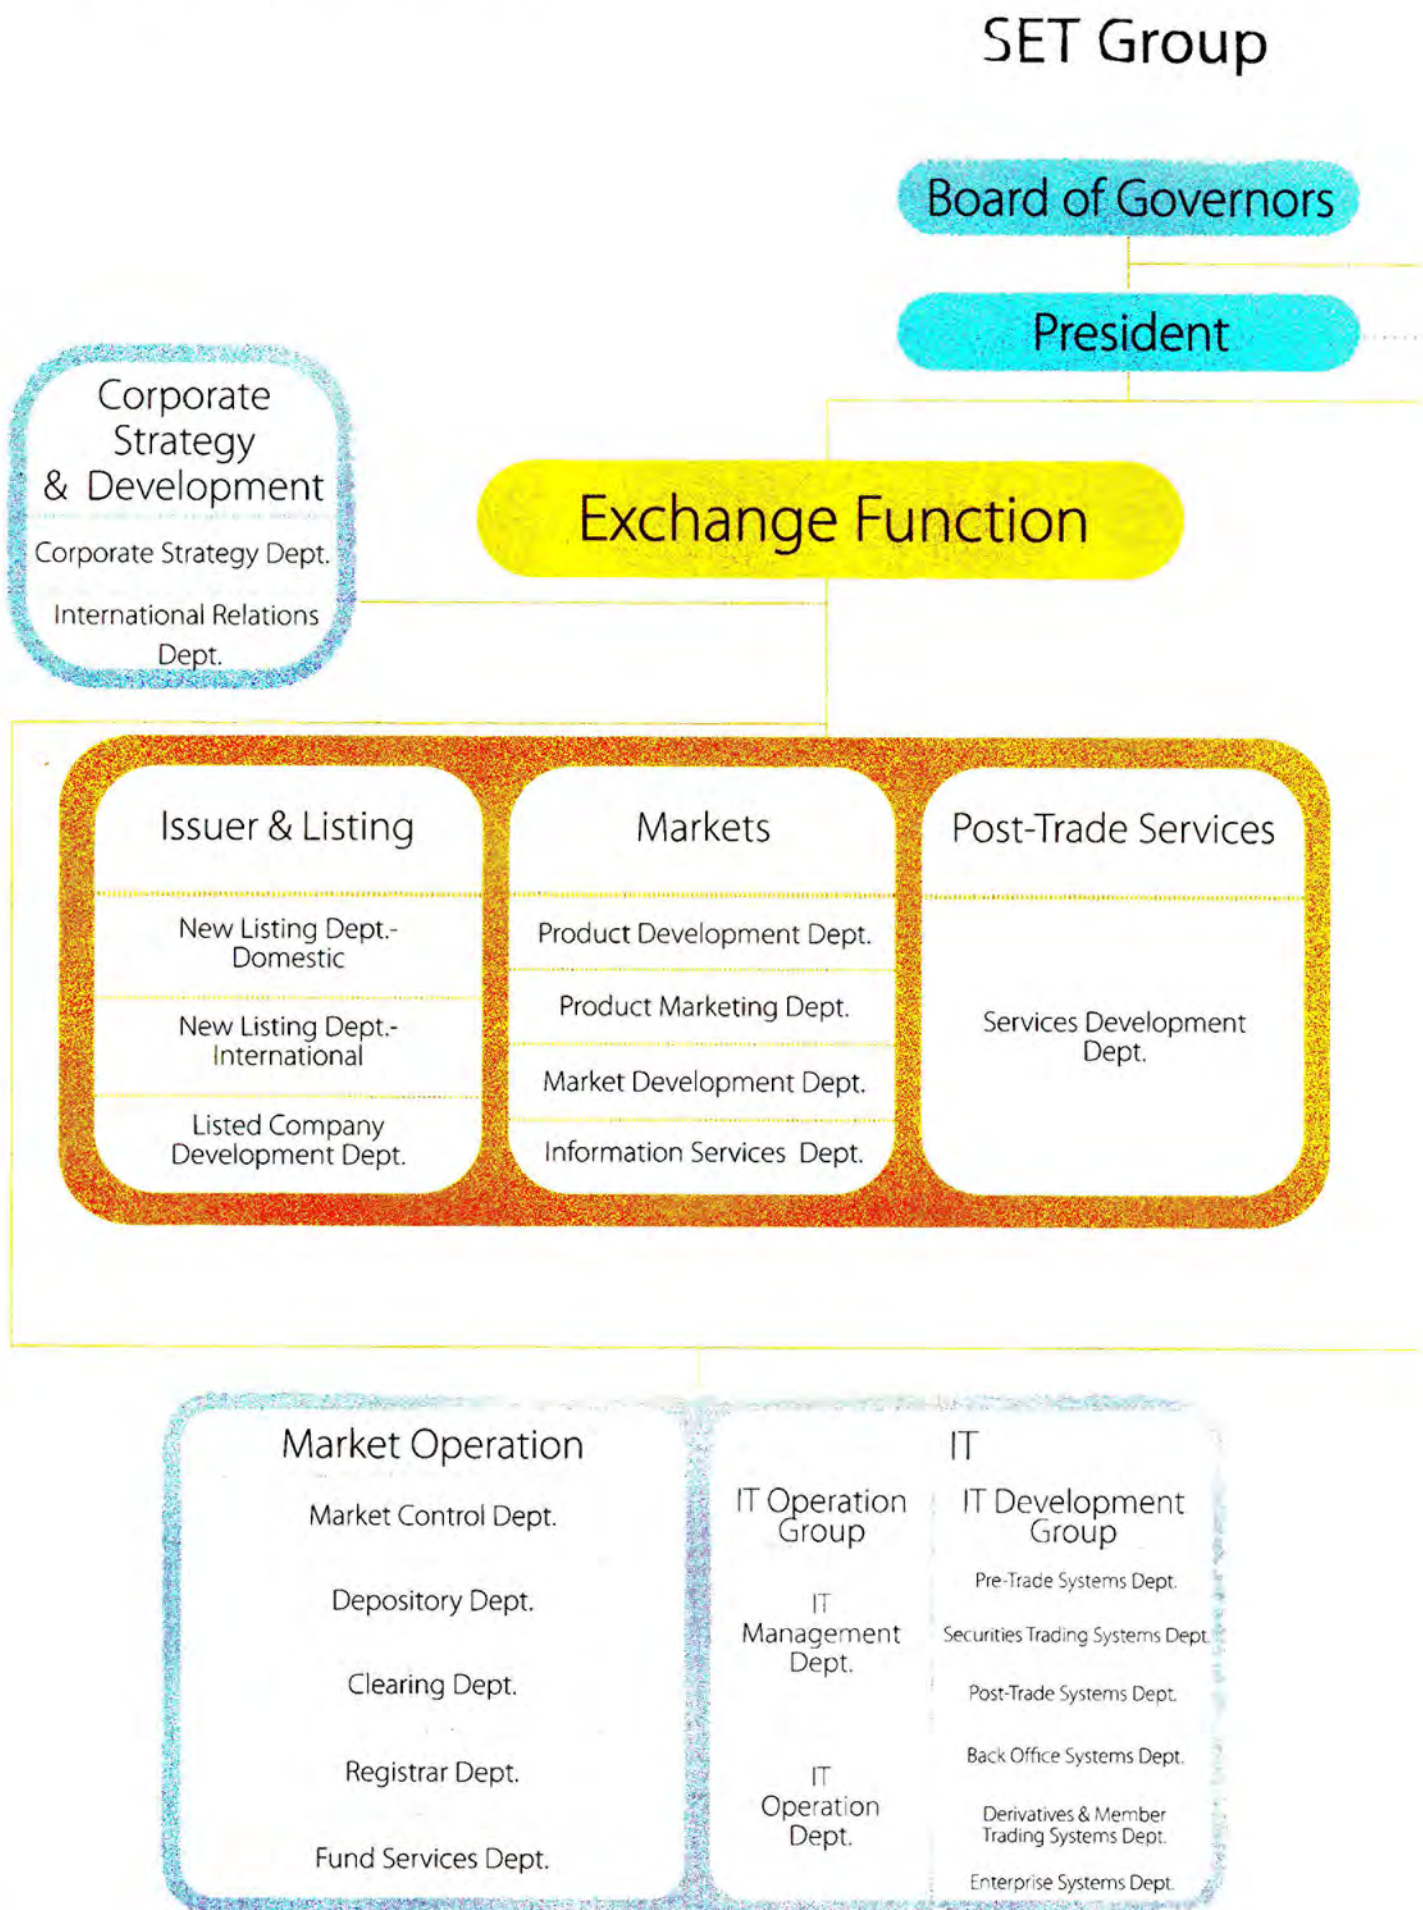 SET Group
Board of Governors
President
Corporate
Strategy
& Development
Corporate Strategy Dept.
International Relations
Dept.
Exchange Function
Issuer & Listing
New Listing Dept.-
Domestic
New Listing Dept.-
International
Listed Company
Development Dept.
Markets
Product Development Dept.
Product Marketing Dept.
Market Development Dept.
Information Services Dept.
Post-Trade Services
Services Development
Dept.
Market Operation
Market Control Dept.
Depository Dept.
Clearing Dept.
Registrar Dept.
Fund Services Dept.
IT
IT Operation
Group
IT
Management
Dept.
IT
Operation
Dept.
IT Development
Group
Pre-Trade Systems Dept.
Securities Trading Systems Dept.
Post-Trade Systems Dept.
Back Office Systems Dept.
Derivatives & Member
Trading Systems Dept.
Enterprise Systems Dept.